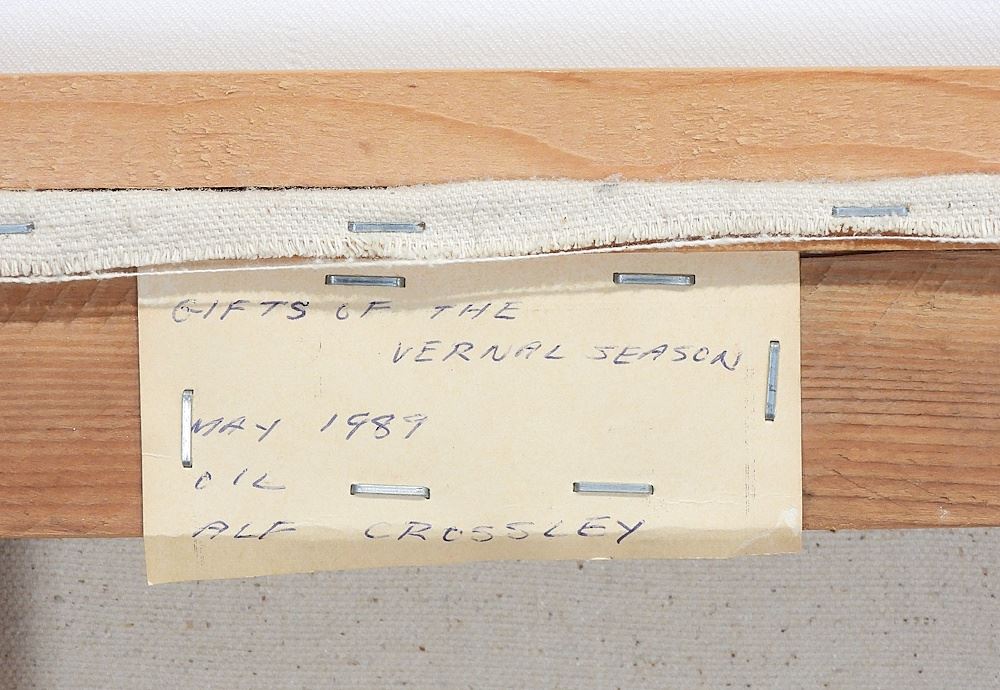 GIFTS OF THE
VERNAL SEASON
MAY 1989
OIL
ALF CROSSLEY